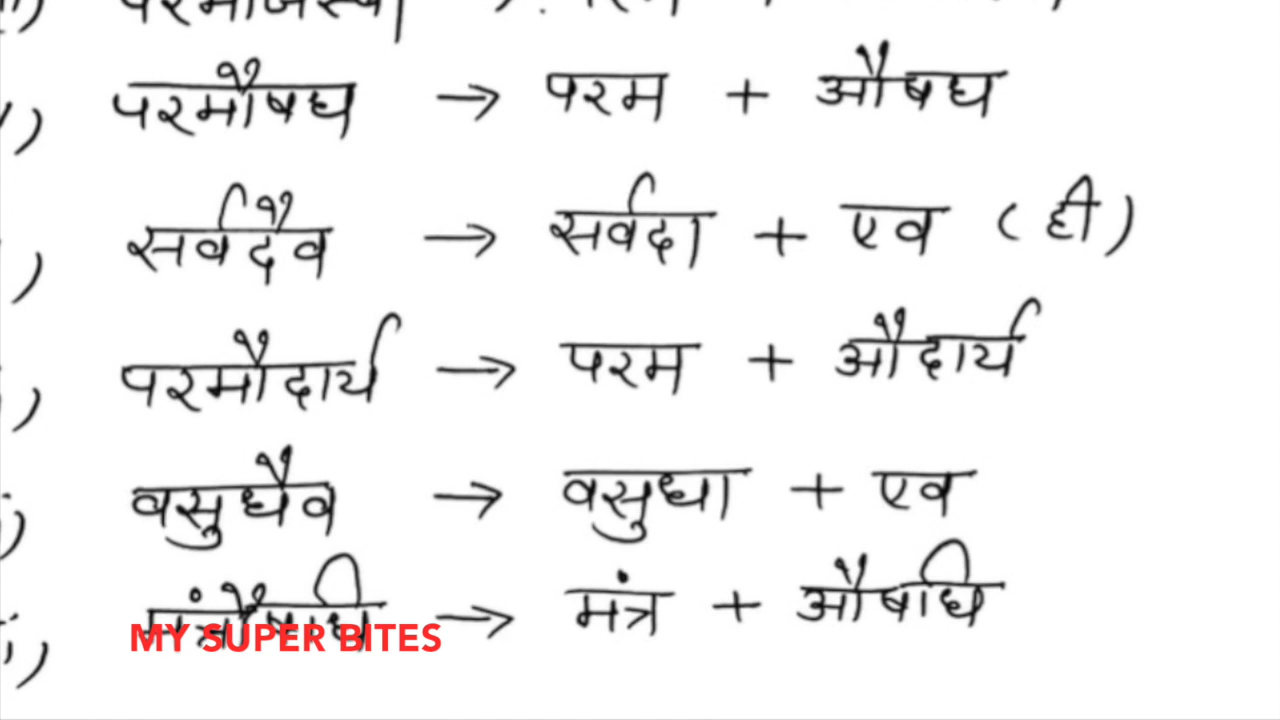 परमौषध → परम + औषध
सर्वदैव → सर्वदा + एव (ही)
परमौदार्य → परम + औदार्य
वसुधैव → वसुधा + एव
मंत्रौषधि → मंत्र + औषधि
MY SUPER BITES